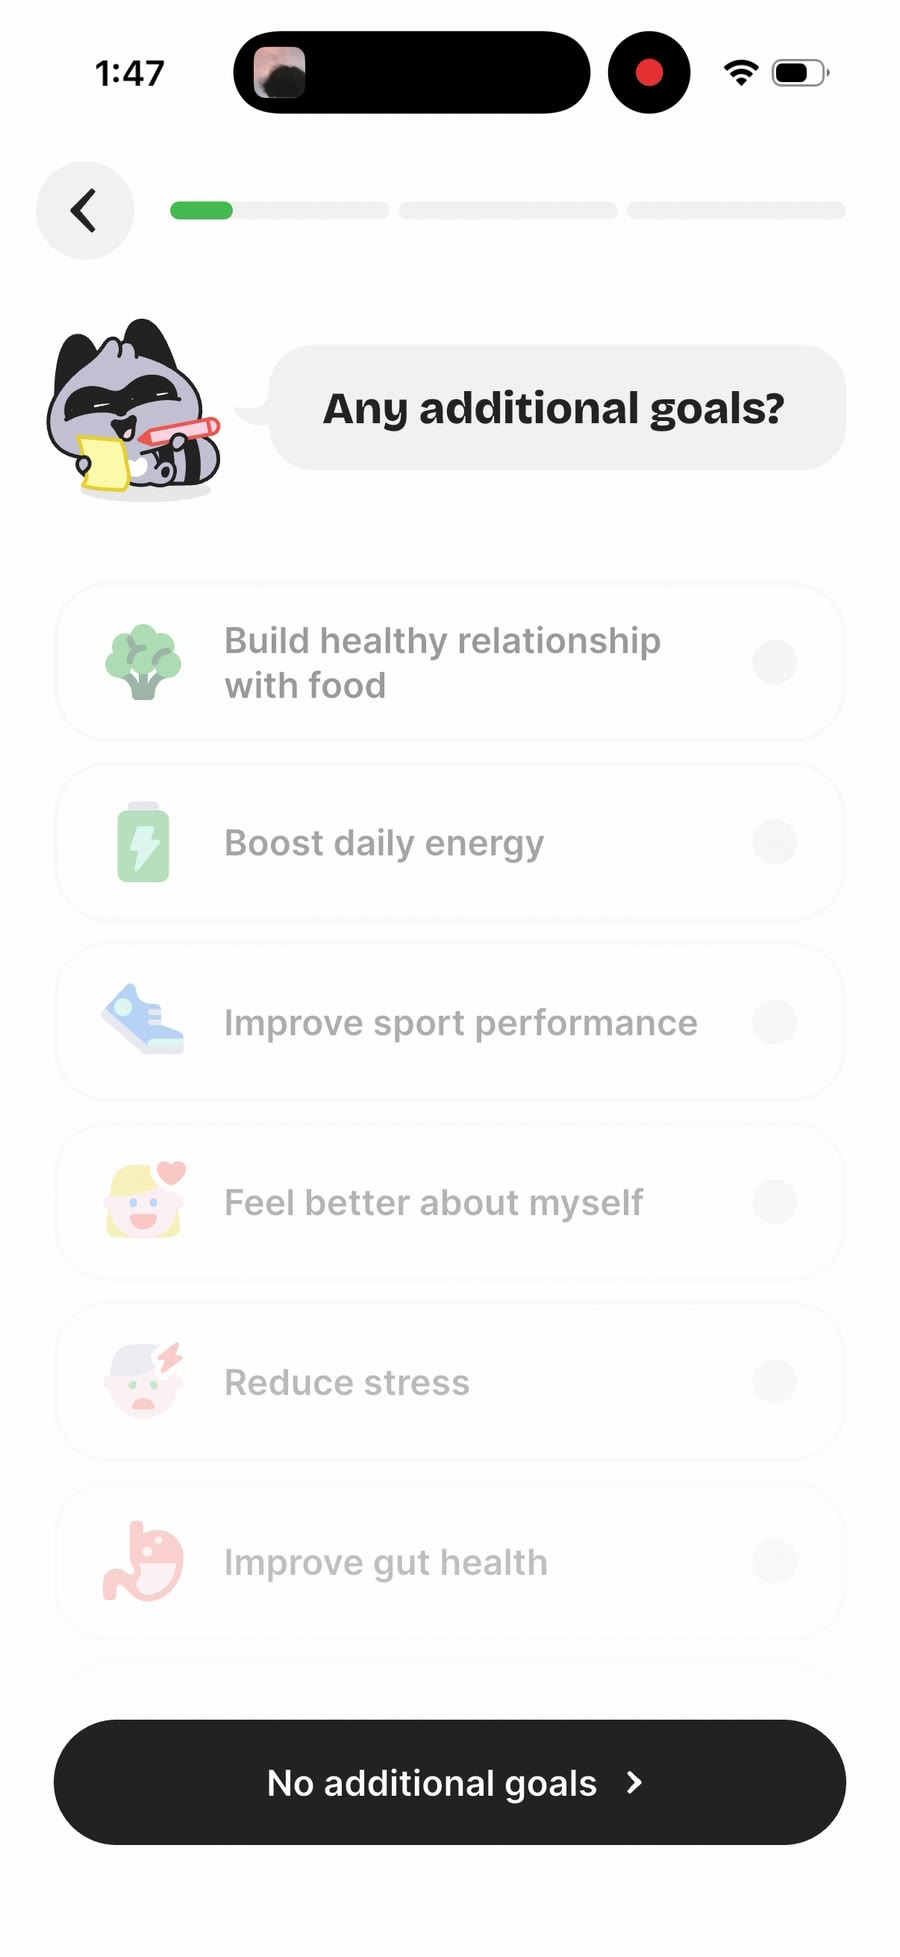 1:47
Any additional goals?
Build healthy relationship
with food
Boost daily energy
Improve sport performance
Feel better about myself
Reduce stress
Improve gut health
No additional goals